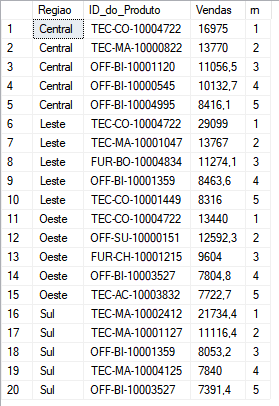 Regiao ID_do_Produto Vendas rn
1 Central TEC-CO-10004722 16975 1
2 Central TEC-MA-10000822 13770 2
3 Central OFF-BI-10001120 11056,5 3
4 Central OFF-BI-10000545 10132,7 4
5 Central OFF-BI-10004995 8416,1 5
6 Leste TEC-CO-10004722 29099 1
7 Leste TEC-MA-10001047 13767 2
8 Leste FUR-BO-10004834 11274,1 3
9 Leste OFF-BI-10001359 8463,6 4
10 Leste TEC-CO-10001449 8316 5
11 Oeste TEC-CO-10004722 13440 1
12 Oeste OFF-SU-10000151 12592,3 2
13 Oeste FUR-CH-10001215 9604 3
14 Oeste OFF-BI-10003527 7804,8 4
15 Oeste TEC-AC-10003832 7722,7 5
16 Sul TEC-MA-10002412 21734,4 1
17 Sul TEC-MA-10001127 11116,4 2
18 Sul OFF-BI-10001359 8053,2 3
19 Sul TEC-MA-10004125 7840 4
20 Sul OFF-BI-10003527 7391,4 5